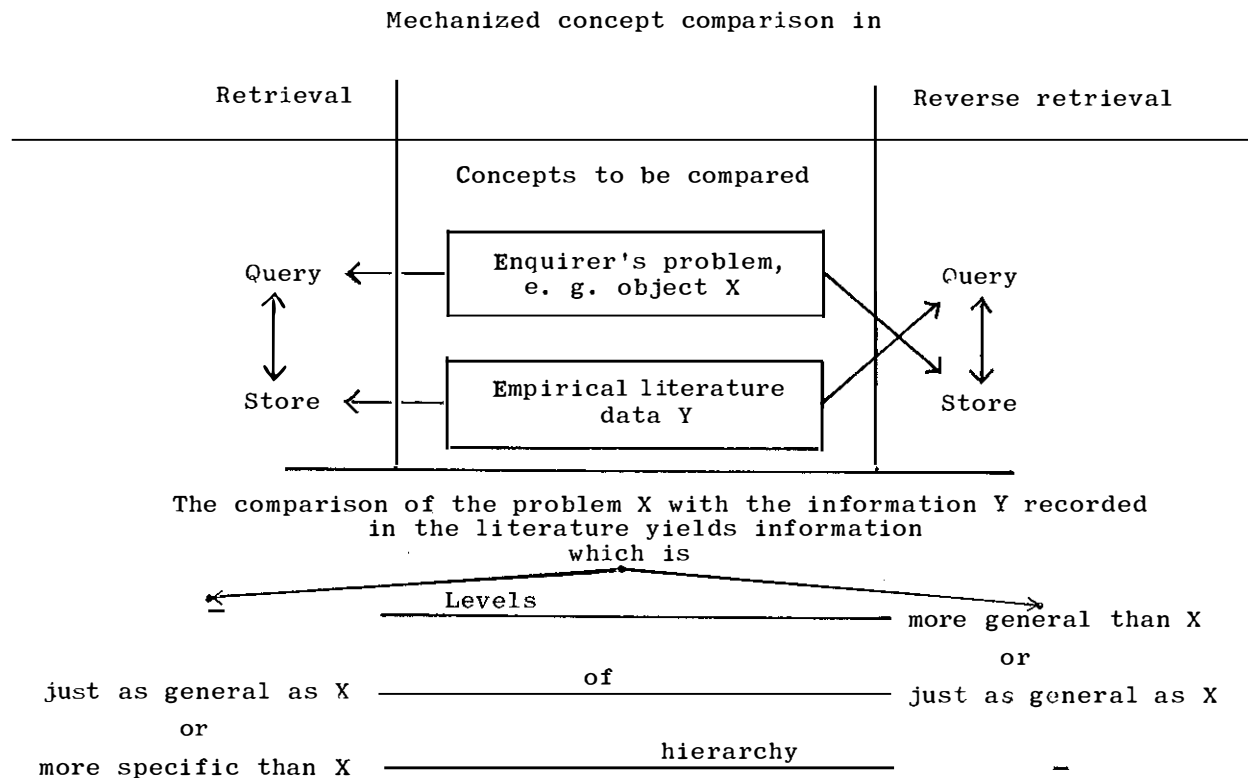 Mechanized concept comparison in
Retrieval
Reverse retrieval
Concepts to be compared
Enquirer's problem,
e. g. object X
Query
Query
Empirical literature
data Y
Store
Store
The comparison of the problem X with the information Y recorded
in the literature yields information
which is
–
Levels
more general than X
or
just as general as X
of
just as general as X
or
hierarchy
more specific than X
–